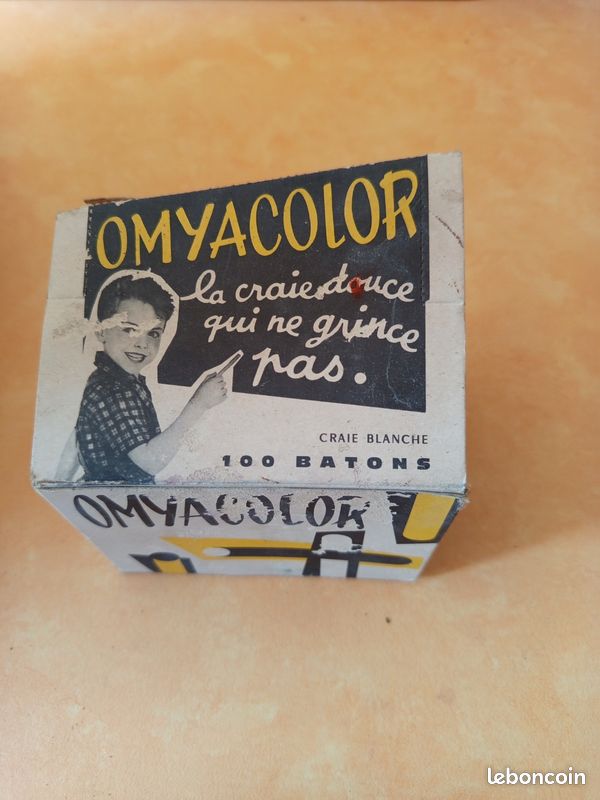 OMYACOLOR
la craie douce
qui ne grince
pas.
CRAIE BLANCHE
100 BATONS
OMYACOLOR
leboncoin